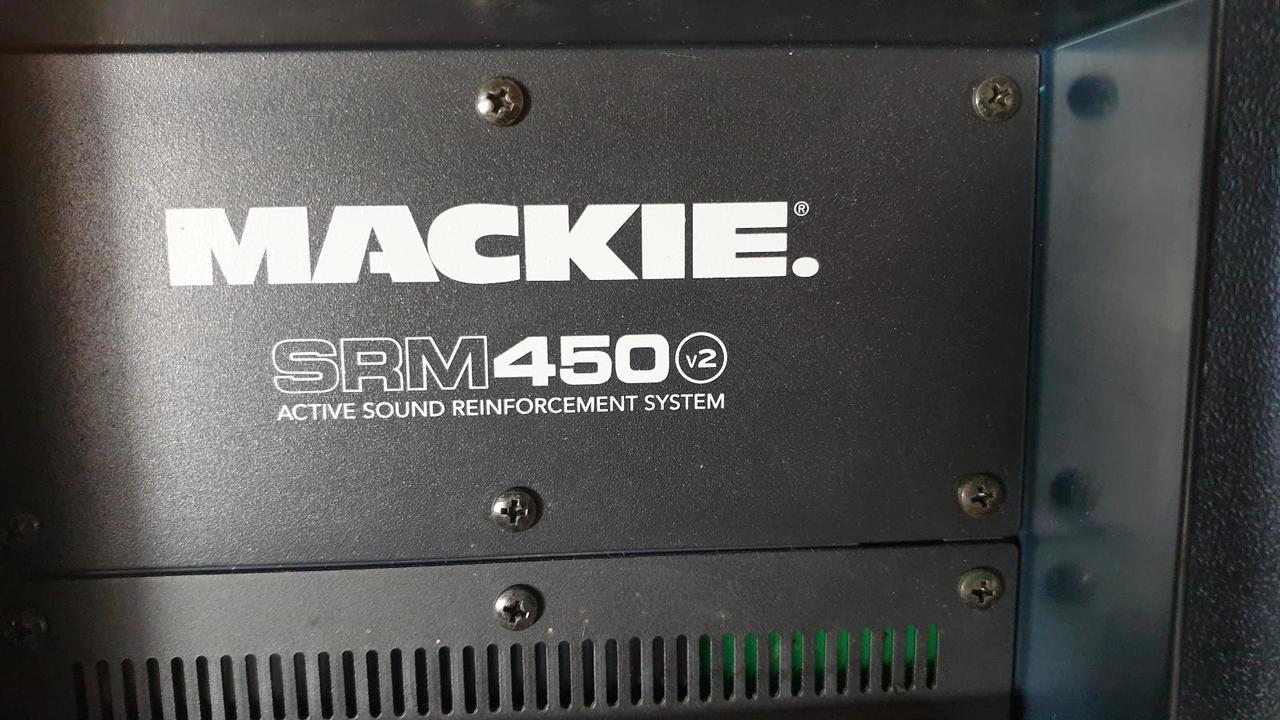 MACKIE.®
SRM450 v2
ACTIVE SOUND REINFORCEMENT SYSTEM